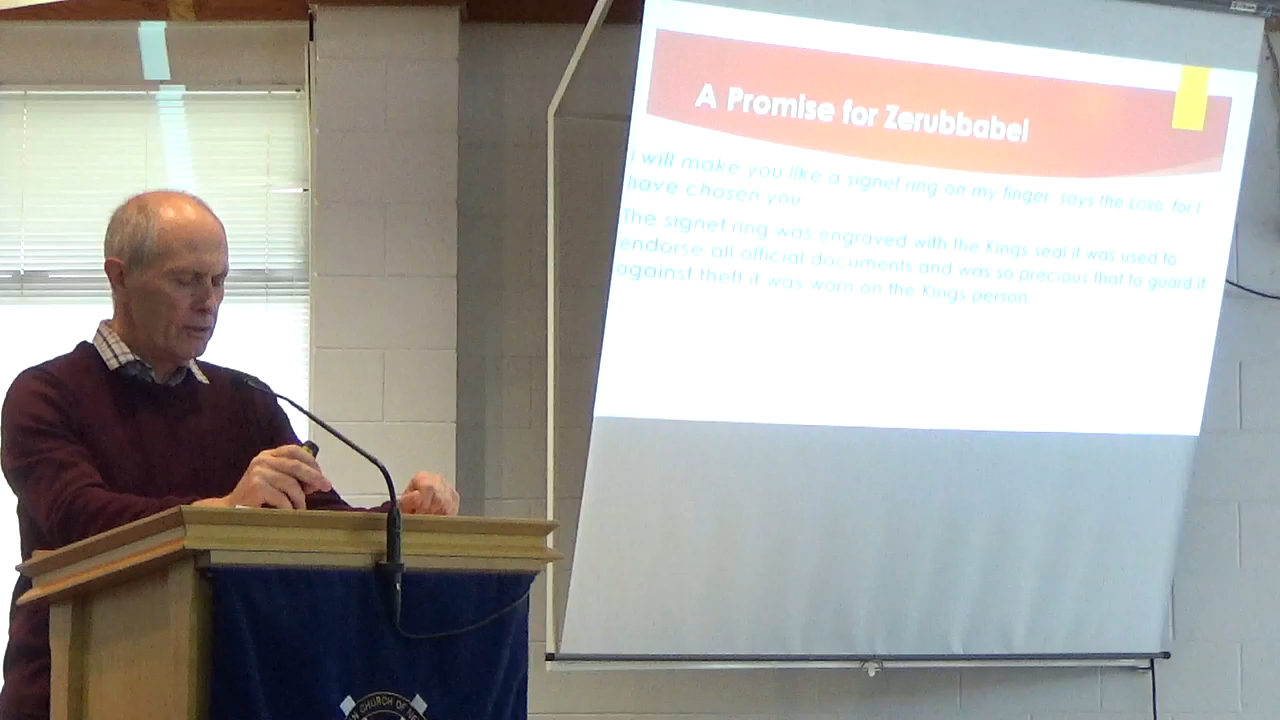 A Promise for Zerubbabel
I will make you like a signet ring on my finger, says the LORD, for I
have chosen you
The signet ring was engraved with the Kings seal it was used to
endorse all official documents and was so precious that to guard it
against theft it was worn on the Kings person
CHURCH OF